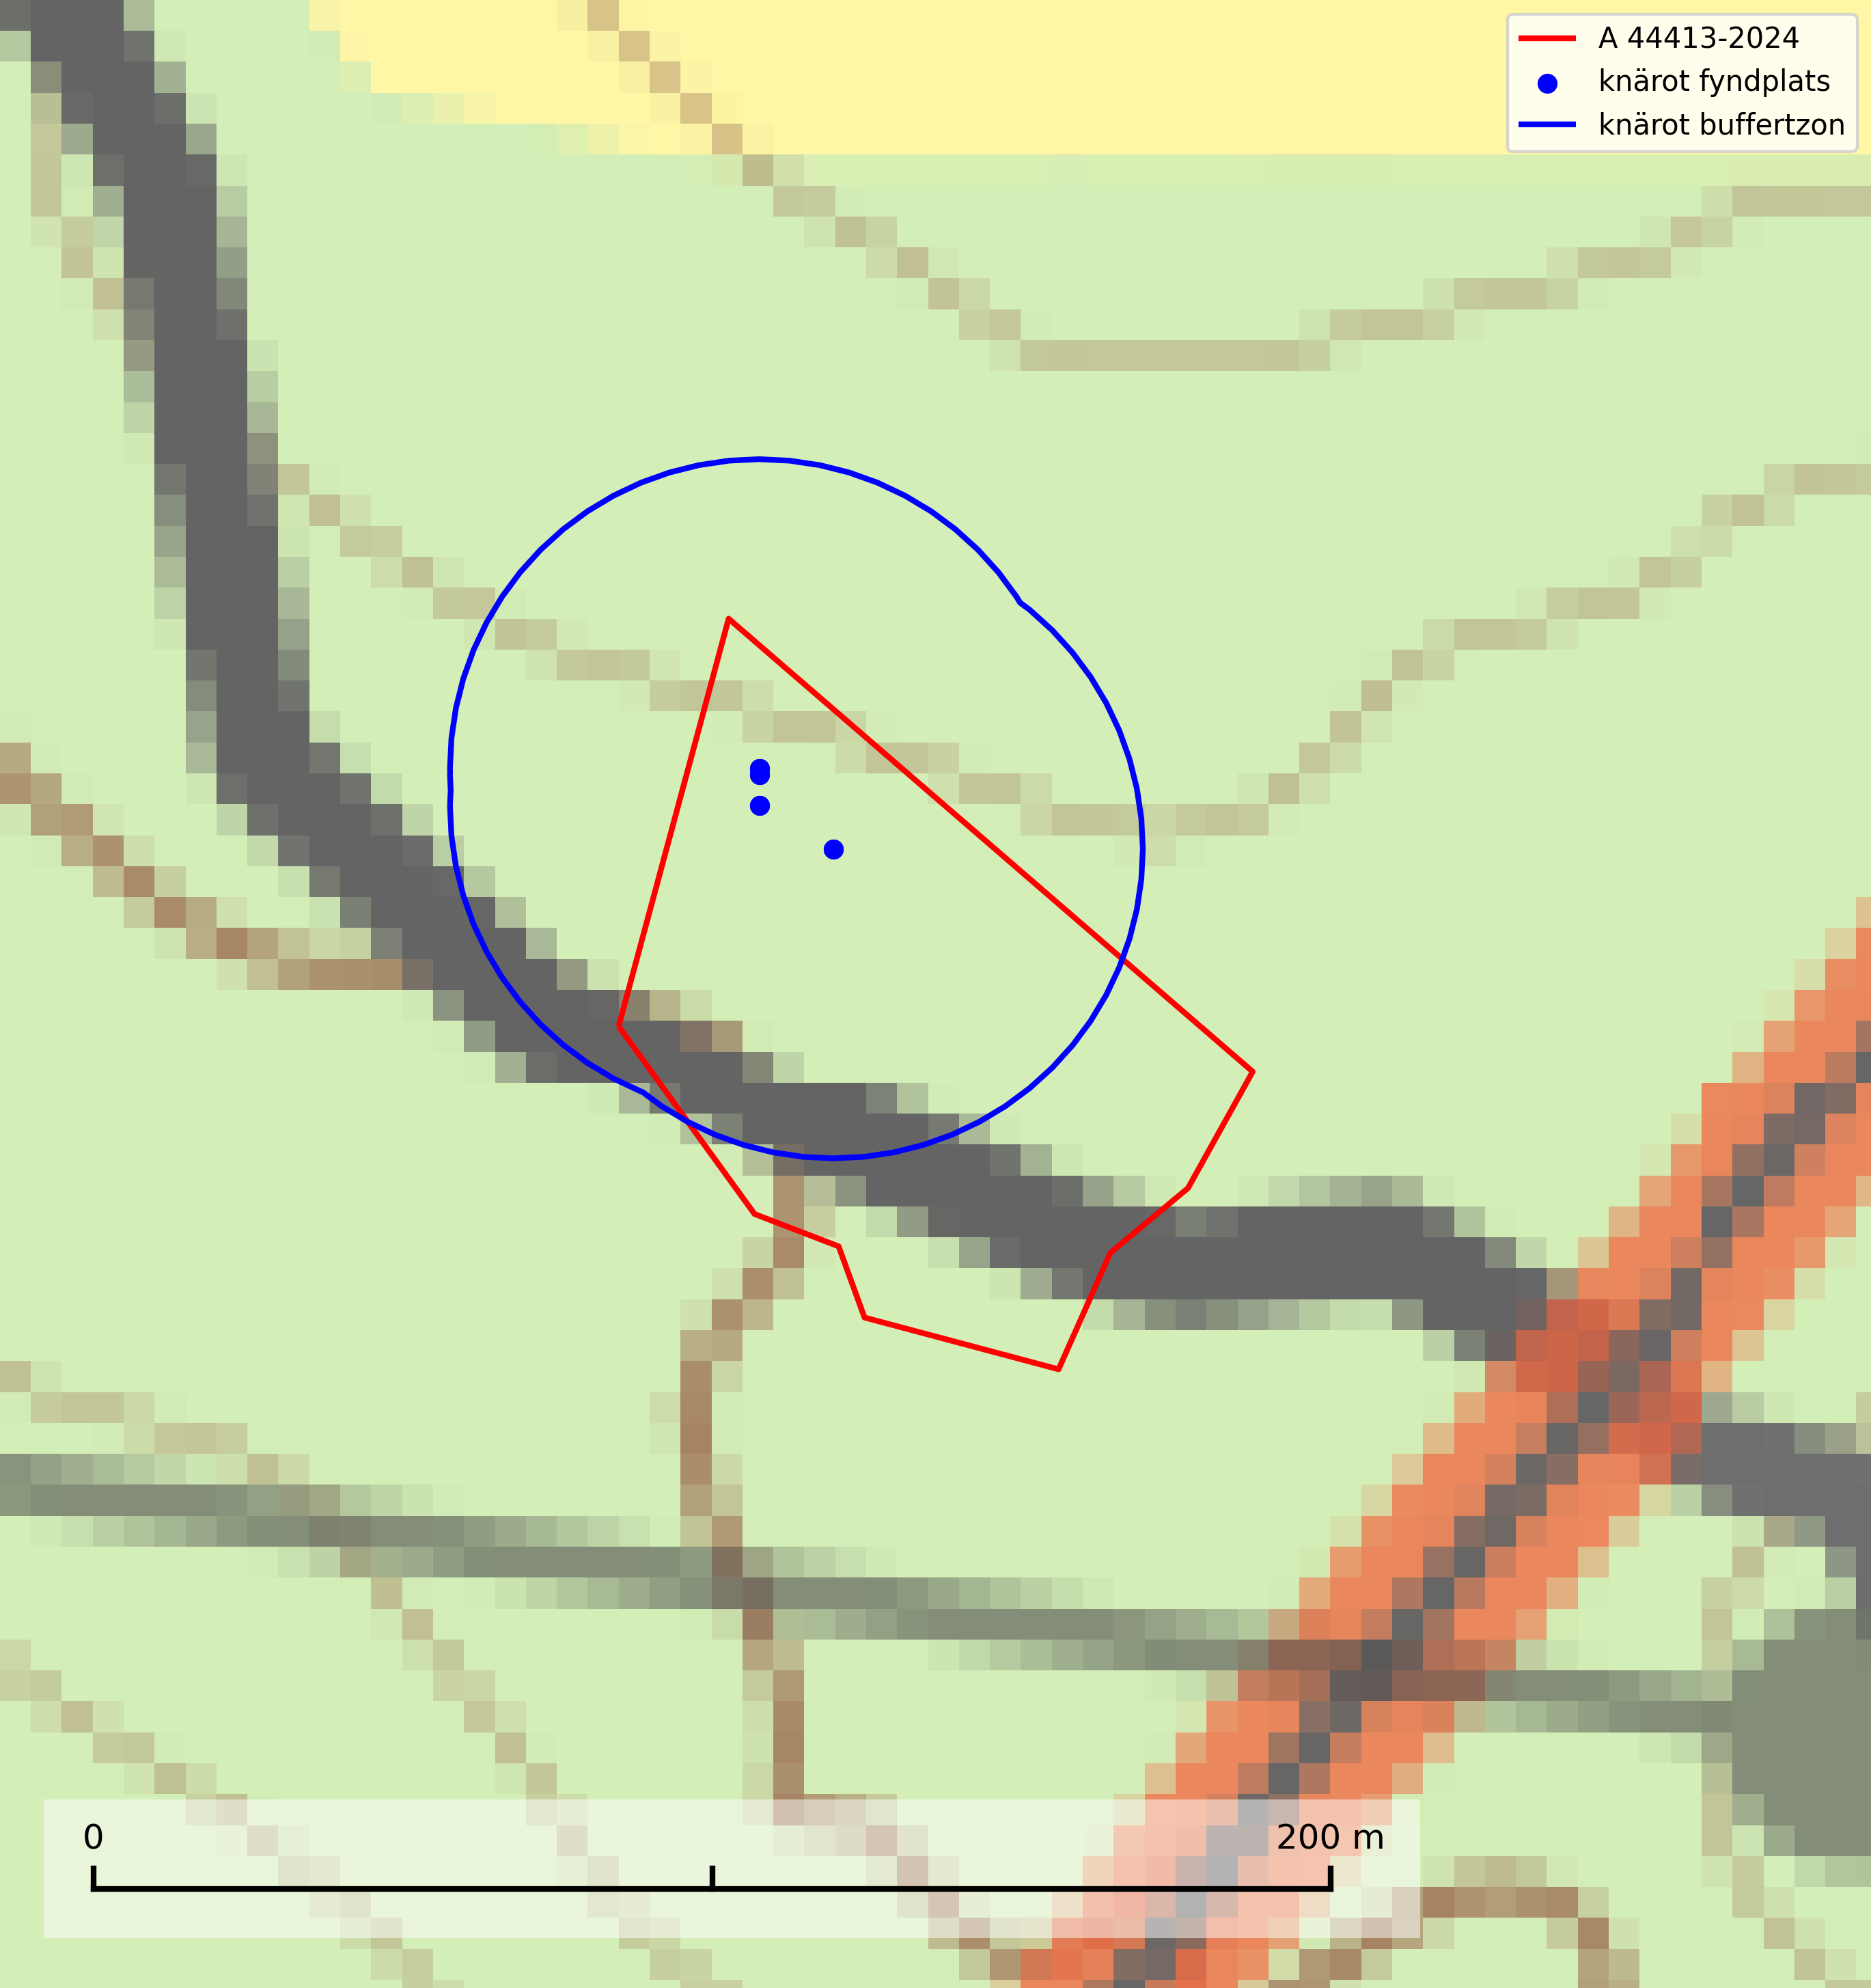 A 44413-2024
knärot fyndplats
knärot buffertzon
0
200 m